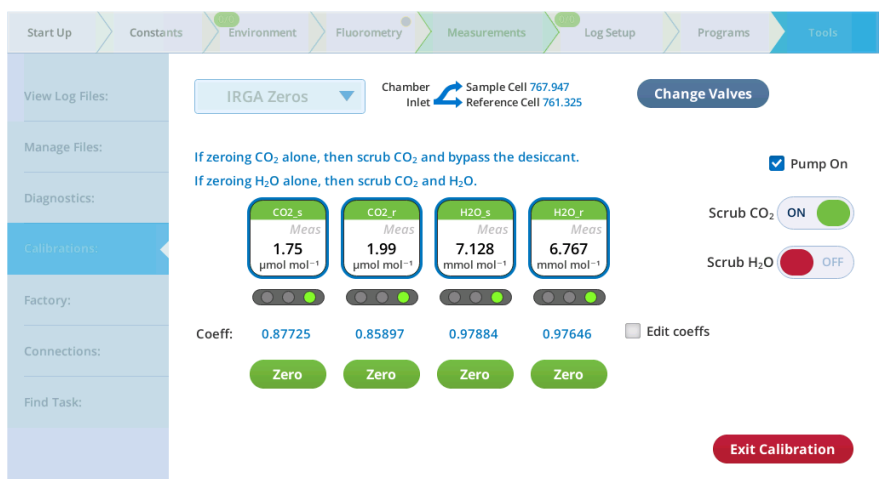 Start Up
Constants
Environment
Fluorometry
Measurements
Log Setup
Programs
Tools
View Log Files:
Manage Files:
Diagnostics:
Calibrations:
Factory:
Connections:
Find Task:
IRGA Zeros
Chamber
Inlet
Sample Cell 767.947
Reference Cell 761.325
Change Valves
If zeroing CO₂ alone, then scrub CO₂ and bypass the desiccant.
If zeroing H₂O alone, then scrub CO₂ and H₂O.
Pump On
Scrub CO₂ ON
Scrub H₂O OFF
CO2_s
Meas
1.75
µmol mol⁻¹
CO2_r
Meas
1.99
µmol mol⁻¹
H2O_s
Meas
7.128
mmol mol⁻¹
H2O_r
Meas
6.767
mmol mol⁻¹
Coeff: 0.87725 0.85897 0.97884 0.97646
Edit coeffs
Zero Zero Zero Zero
Exit Calibration